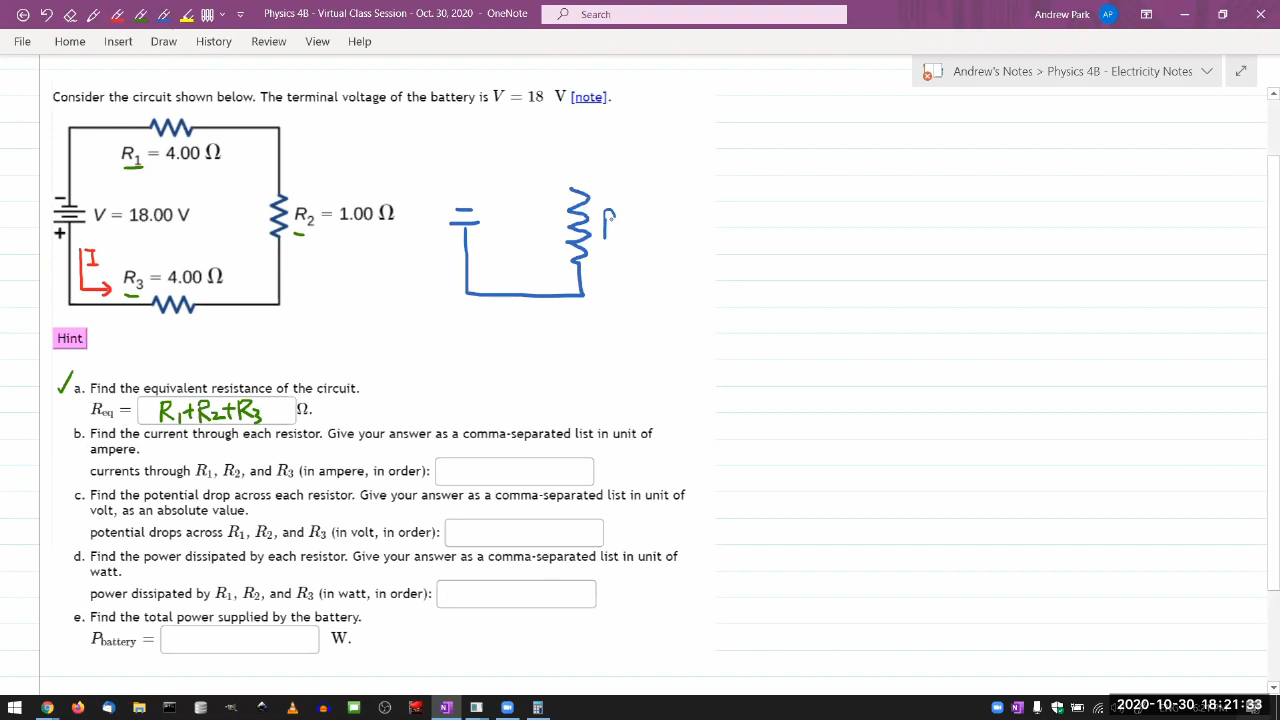 Physics 4B Virtual Class Session - Oct. 30, 2020 - OneNote
Search
Andrew Park AP
File Home Insert Draw History Review View Help
Andrew's Notes > Physics 4B - Electricity Notes
Consider the circuit shown below. The terminal voltage of the battery is V = 18 V [note].
R1 = 4.00 Ω
-
V = 18.00 V
R2 = 1.00 Ω
+
I
R3 = 4.00 Ω
Hint
✓ a. Find the equivalent resistance of the circuit.
Req = R1+R2+R3 Ω.
b. Find the current through each resistor. Give your answer as a comma-separated list in unit of
ampere.
currents through R1, R2, and R3 (in ampere, in order):
c. Find the potential drop across each resistor. Give your answer as a comma-separated list in unit of
volt, as an absolute value.
potential drops across R1, R2, and R3 (in volt, in order):
d. Find the power dissipated by each resistor. Give your answer as a comma-separated list in unit of
watt.
power dissipated by R1, R2, and R3 (in watt, in order):
e. Find the total power supplied by the battery.
Pbattery = W.
2020-10-30 18:21:33